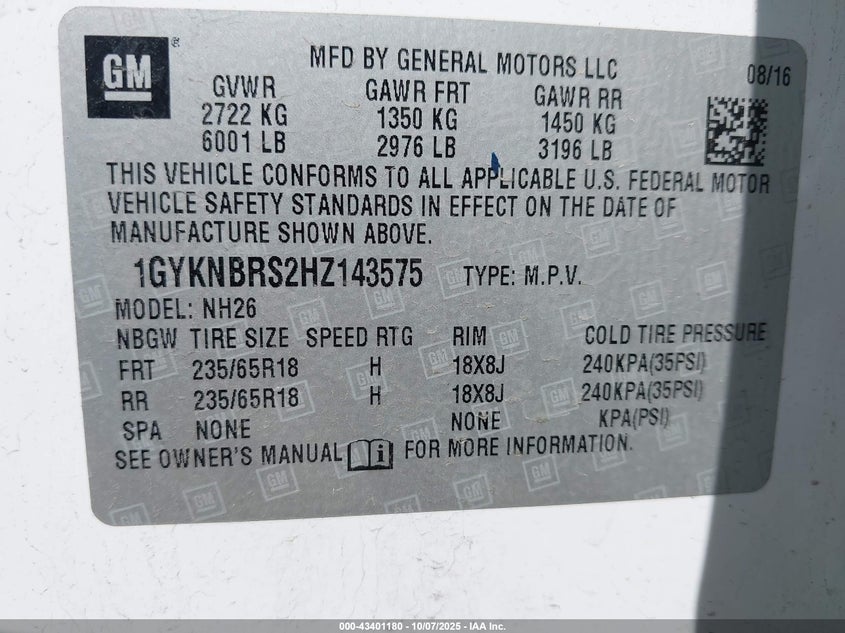 GM ®
MFD BY GENERAL MOTORS LLC
08/16
GVWR GAWR FRT GAWR RR
2722 KG 1350 KG 1450 KG
6001 LB 2976 LB 3196 LB
THIS VEHICLE CONFORMS TO ALL APPLICABLE U.S. FEDERAL MOTOR
VEHICLE SAFETY STANDARDS IN EFFECT ON THE DATE OF
MANUFACTURE SHOWN ABOVE.
1GYKNBRS2HZ143575 TYPE: M.P.V.
MODEL: NH26
NBGW TIRE SIZE SPEED RTG RIM COLD TIRE PRESSURE
FRT 235/65R18 H 18X8J 240KPA(35PSI)
RR 235/65R18 H 18X8J 240KPA(35PSI)
SPA NONE NONE KPA(PSI)
SEE OWNER'S MANUAL i FOR MORE INFORMATION.
000-43401180 - 10/07/2025 - IAA Inc.